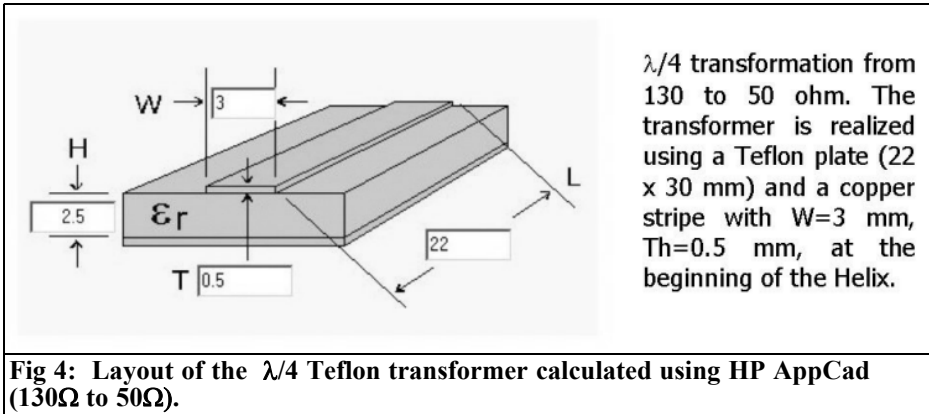 W
3
H
2.5
εr
T
0.5
22
L
λ/4 transformation from
130 to 50 ohm. The
transformer is realized
using a Teflon plate (22
x 30 mm) and a copper
stripe with W=3 mm,
Th=0.5 mm, at the
beginning of the Helix.
Fig 4: Layout of the λ/4 Teflon transformer calculated using HP AppCad
(130Ω to 50Ω).